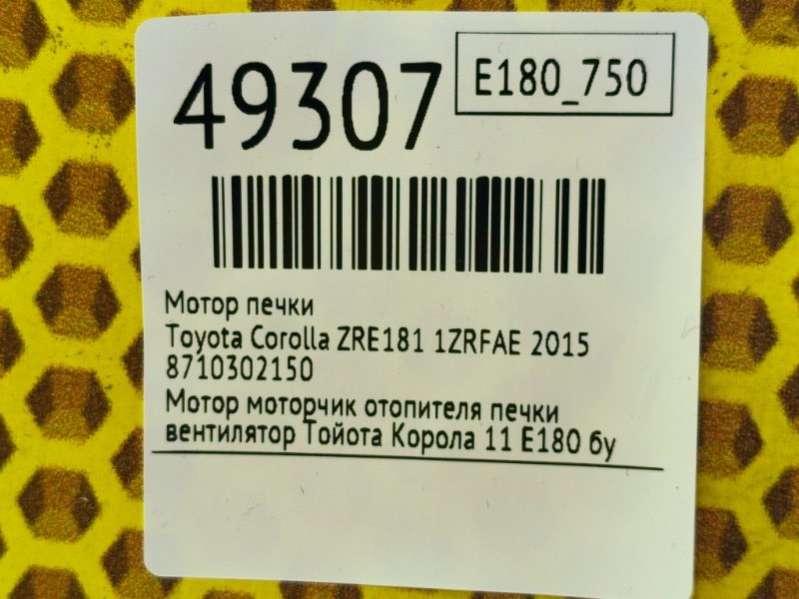 49307
E180_750
Мотор печки
Toyota Corolla ZRE181 1ZRFAE 2015
8710302150
Мотор моторчик отопителя печки
вентилятор Тойота Корола 11 Е180 бу